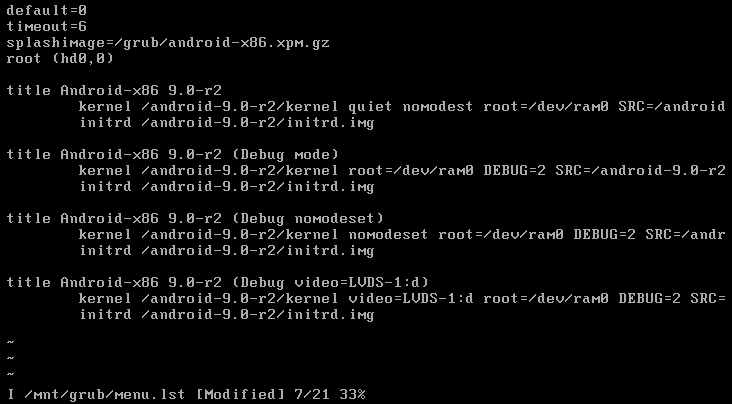 default=0
timeout=6
splashimage=/grub/android-x86.xpm.gz
root (hd0,0)
title Android-x86 9.0-r2
kernel /android-9.0-r2/kernel quiet nomodest root=/dev/ram0 SRC=/android
initrd /android-9.0-r2/initrd.img
title Android-x86 9.0-r2 (Debug mode)
kernel /android-9.0-r2/kernel root=/dev/ram0 DEBUG=2 SRC=/android-9.0-r2
initrd /android-9.0-r2/initrd.img
title Android-x86 9.0-r2 (Debug nomodeset)
kernel /android-9.0-r2/kernel nomodeset root=/dev/ram0 DEBUG=2 SRC=/andr
initrd /android-9.0-r2/initrd.img
title Android-x86 9.0-r2 (Debug video=LVDS-1:d)
kernel /android-9.0-r2/kernel video=LVDS-1:d root=/dev/ram0 DEBUG=2 SRC=
initrd /android-9.0-r2/initrd.img
~
~
~
I /mnt/grub/menu.lst [Modified] 7/21 33%